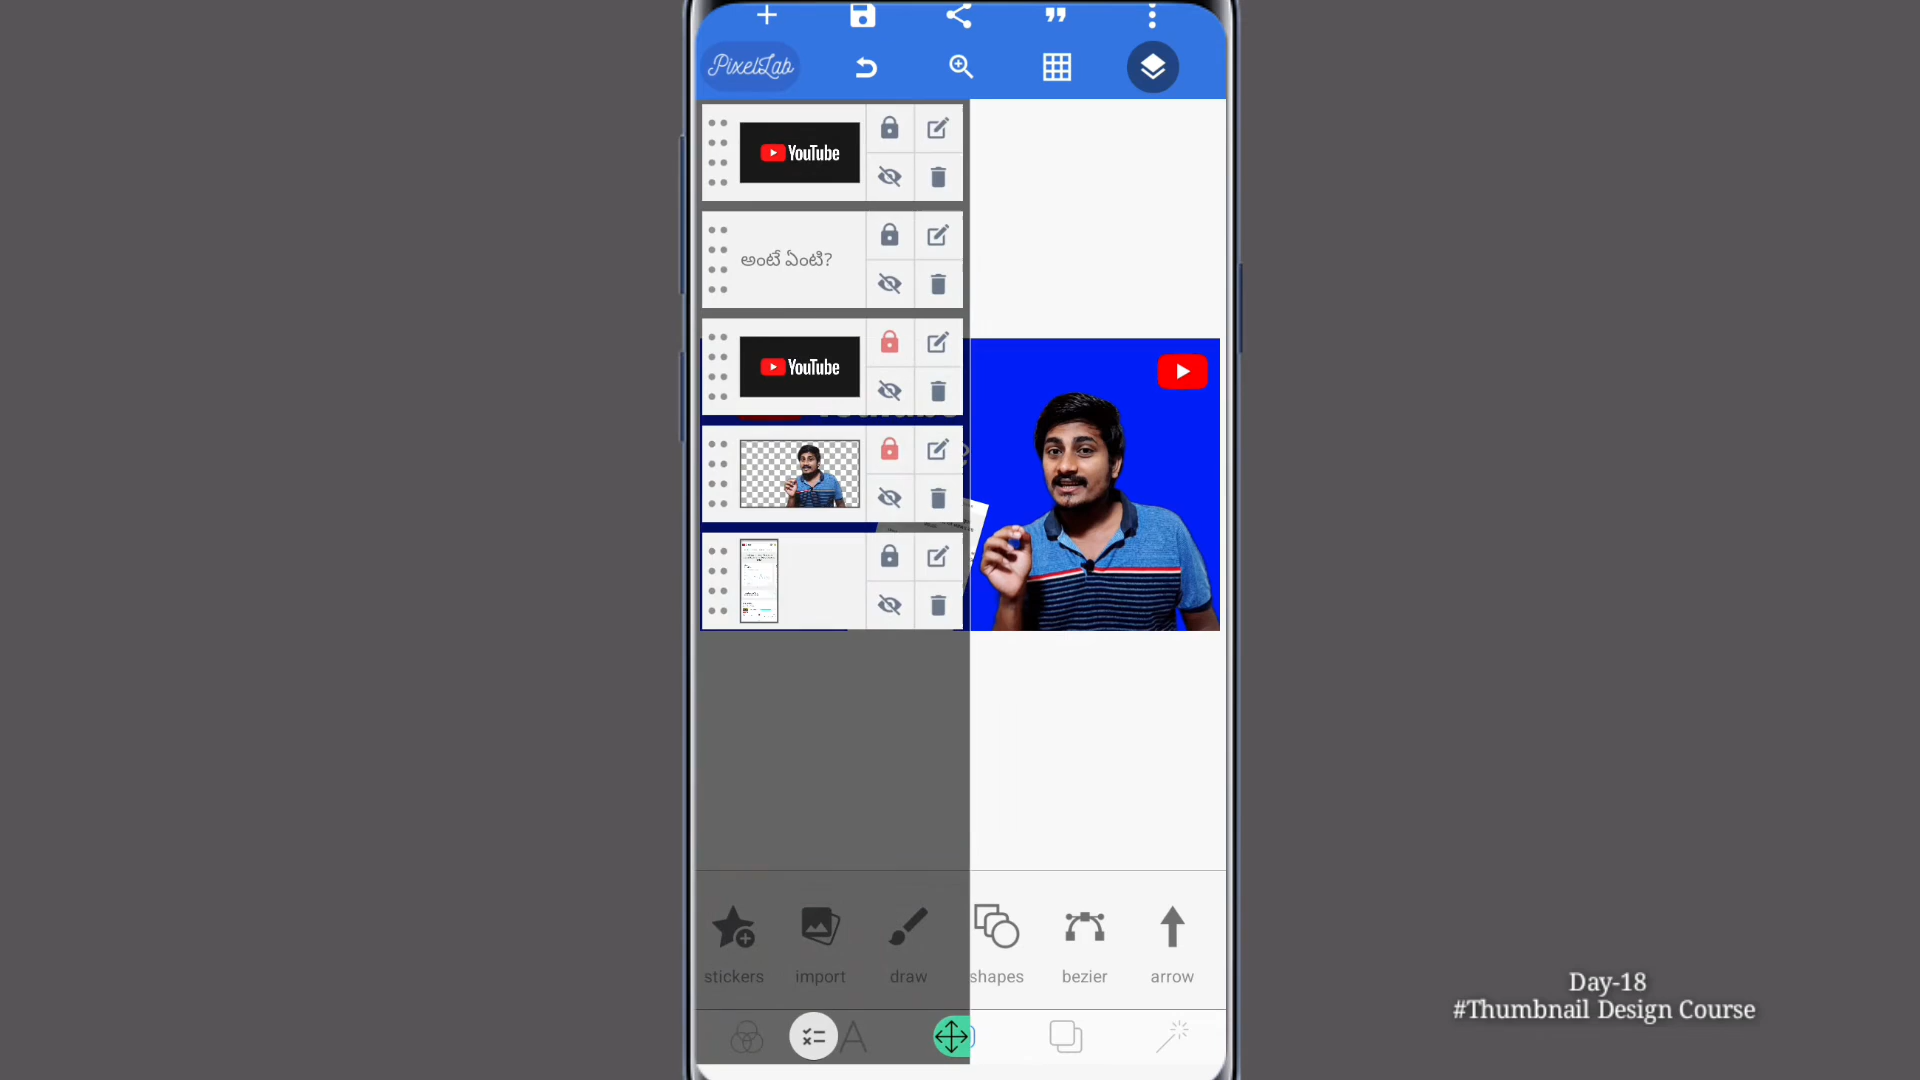 PixelLab
YouTube
అంటే ఏంటి?
YouTube
stickers
import
draw
shapes
bezier
arrow
Day-18
#Thumbnail Design Course